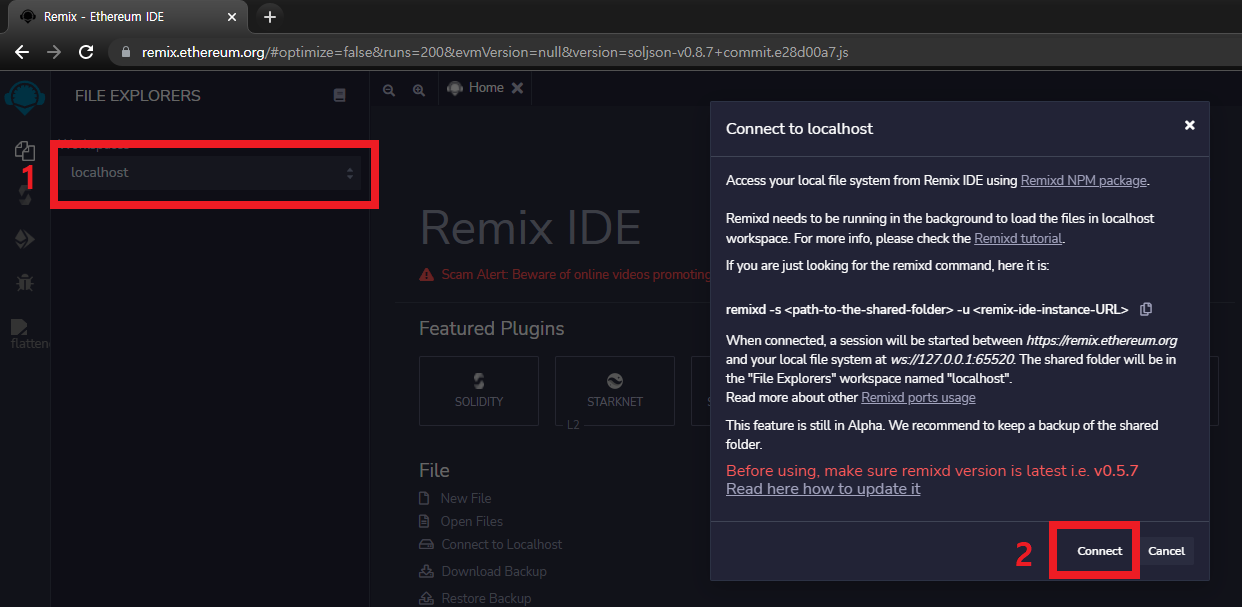 Remix - Ethereum IDE
remix.ethereum.org/#optimize=false&runs=200&evmVersion=null&version=soljson-v0.8.7+commit.e28d00a7.js
FILE EXPLORERS
Home
1
localhost
flatten
Remix IDE
Scam Alert: Beware of online videos promoting
Featured Plugins
SOLIDITY
STARKNET
L2
File
New File
Open Files
Connect to Localhost
Download Backup
Restore Backup
Connect to localhost
Access your local file system from Remix IDE using Remixd NPM package.
Remixd needs to be running in the background to load the files in localhost
workspace. For more info, please check the Remixd tutorial.
If you are just looking for the remixd command, here it is:
remixd -s <path-to-the-shared-folder> -u <remix-ide-instance-URL>
When connected, a session will be started between https://remix.ethereum.org
and your local file system at ws://127.0.0.1:65520. The shared folder will be in
the "File Explorers" workspace named "localhost".
Read more about other Remixd ports usage
This feature is still in Alpha. We recommend to keep a backup of the shared
folder.
Before using, make sure remixd version is latest i.e. v0.5.7
Read here how to update it
2
Connect
Cancel